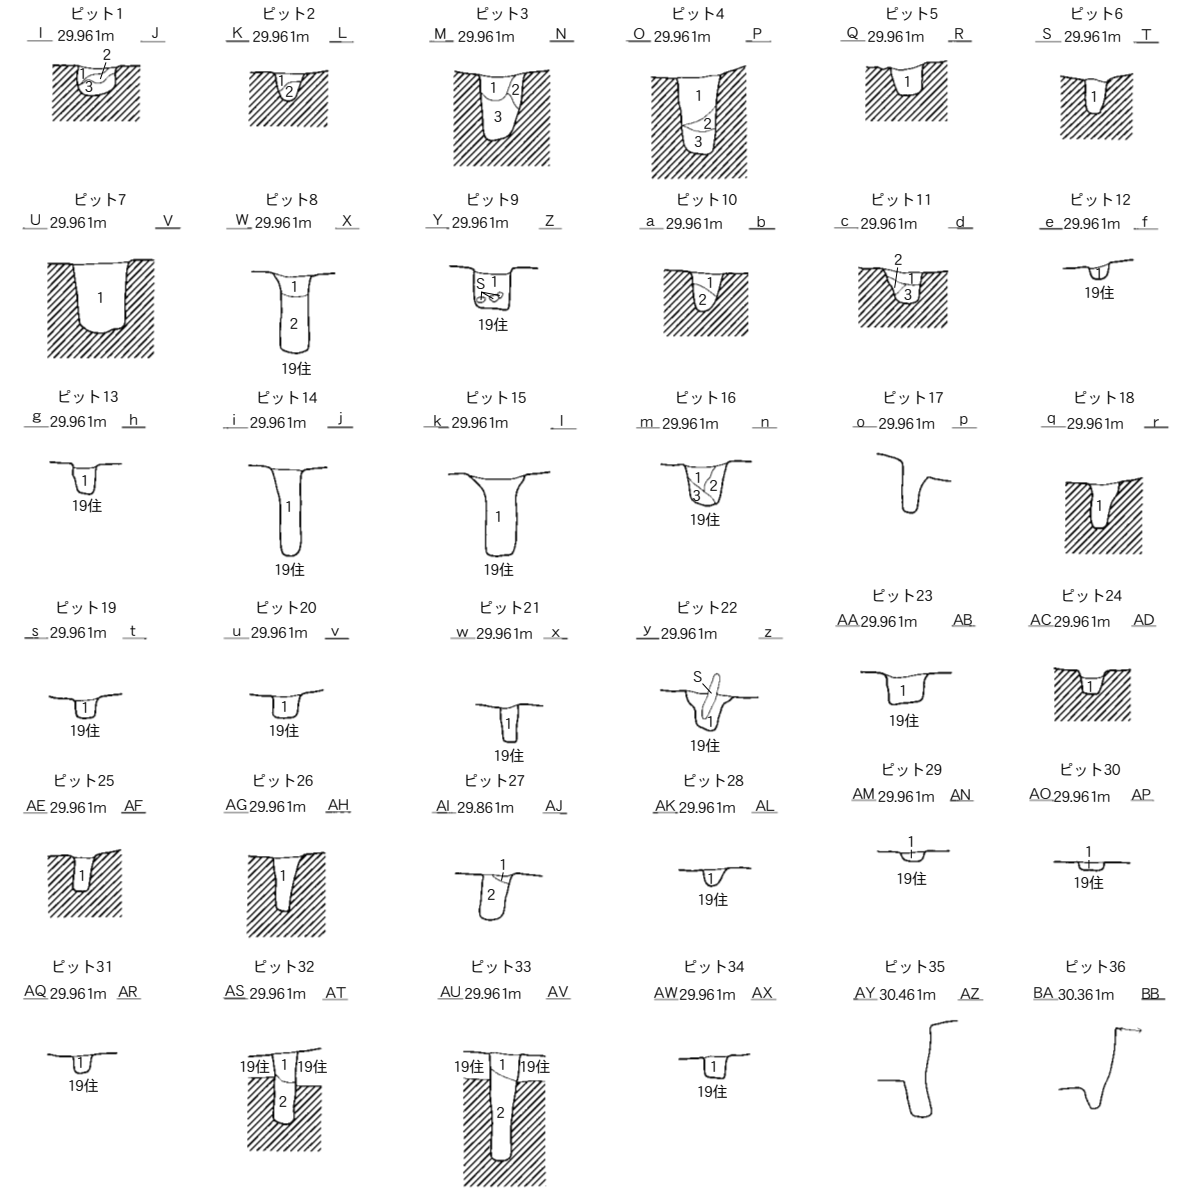 ピット1 ピット2 ピット3 ピット4 ピット5 ピット6
I 29.961m J K 29.961m L M 29.961m N O 29.961m P Q 29.961m R S 29.961m T
1 2 3 1 2 1 2 3 1 2 3 1 1
ピット7 ピット8 ピット9 ピット10 ピット11 ピット12
U 29.961m V W 29.961m X Y 29.961m Z a 29.961m b c 29.961m d e 29.961m f
1 1 2 S 1 1 2 2 1 3 1
19住 19住 19住
ピット13 ピット14 ピット15 ピット16 ピット17 ピット18
g 29.961m h i 29.961m j k 29.961m l m 29.961m n o 29.961m p q 29.961m r
1 1 1 1 2 3 1
19住 19住 19住 19住
ピット19 ピット20 ピット21 ピット22 ピット23 ピット24
s 29.961m t u 29.961m v w 29.961m x y 29.961m z AA 29.961m AB AC 29.961m AD
1 1 1 S 1 1 1
19住 19住 19住 19住 19住
ピット25 ピット26 ピット27 ピット28 ピット29 ピット30
AE 29.961m AF AG 29.961m AH AI 29.861m AJ AK 29.961m AL AM 29.961m AN AO 29.961m AP
1 1 1 2 1 1 1
19住 19住 19住
ピット31 ピット32 ピット33 ピット34 ピット35 ピット36
AQ 29.961m AR AS 29.961m AT AU 29.961m AV AW 29.961m AX AY 30.461m AZ BA 30.361m BB
1 19住 1 19住 19住 1 19住 1
19住 2 2 19住